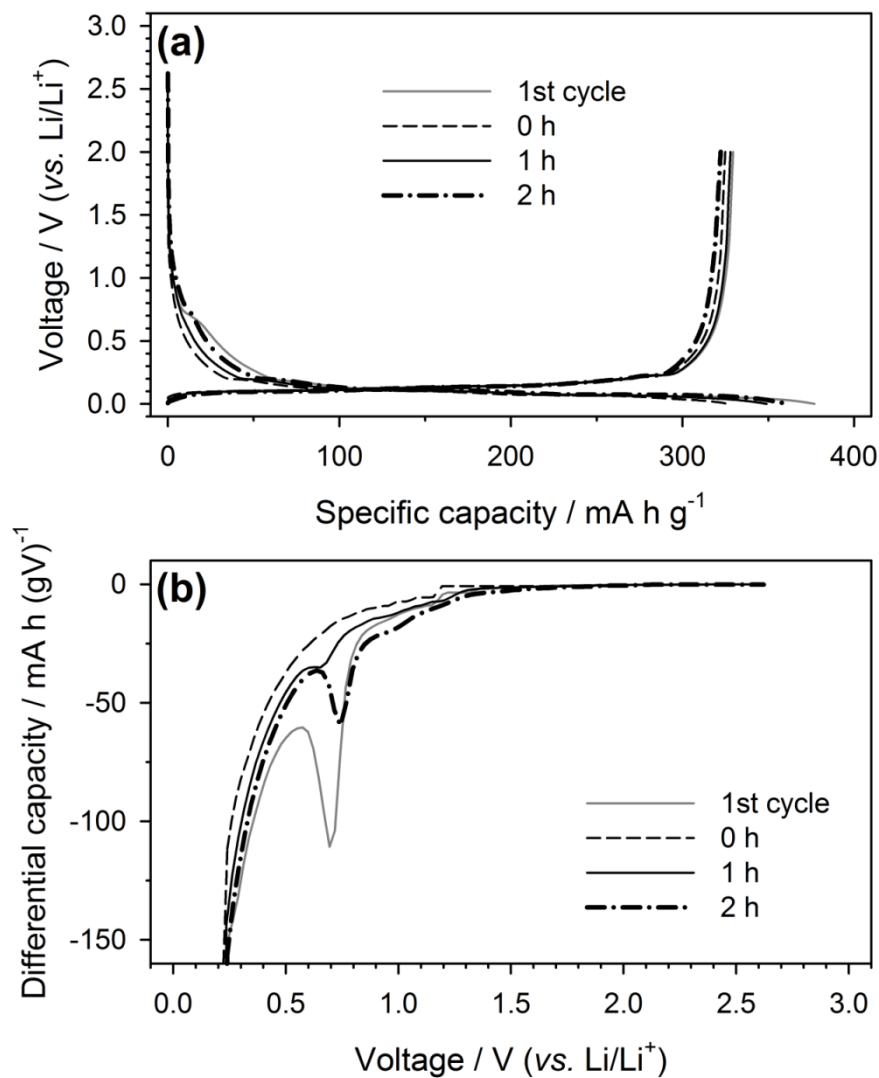 (a)
Voltage / V (vs. Li/Li+)
3.0
2.5
2.0
1.5
1.0
0.5
0.0
1st cycle
0 h
1 h
2 h
0 100 200 300 400
Specific capacity / mA h g-1
(b)
Differential capacity / mA h (gV)-1
0
-50
-100
-150
1st cycle
0 h
1 h
2 h
0.0 0.5 1.0 1.5 2.0 2.5 3.0
Voltage / V (vs. Li/Li+)